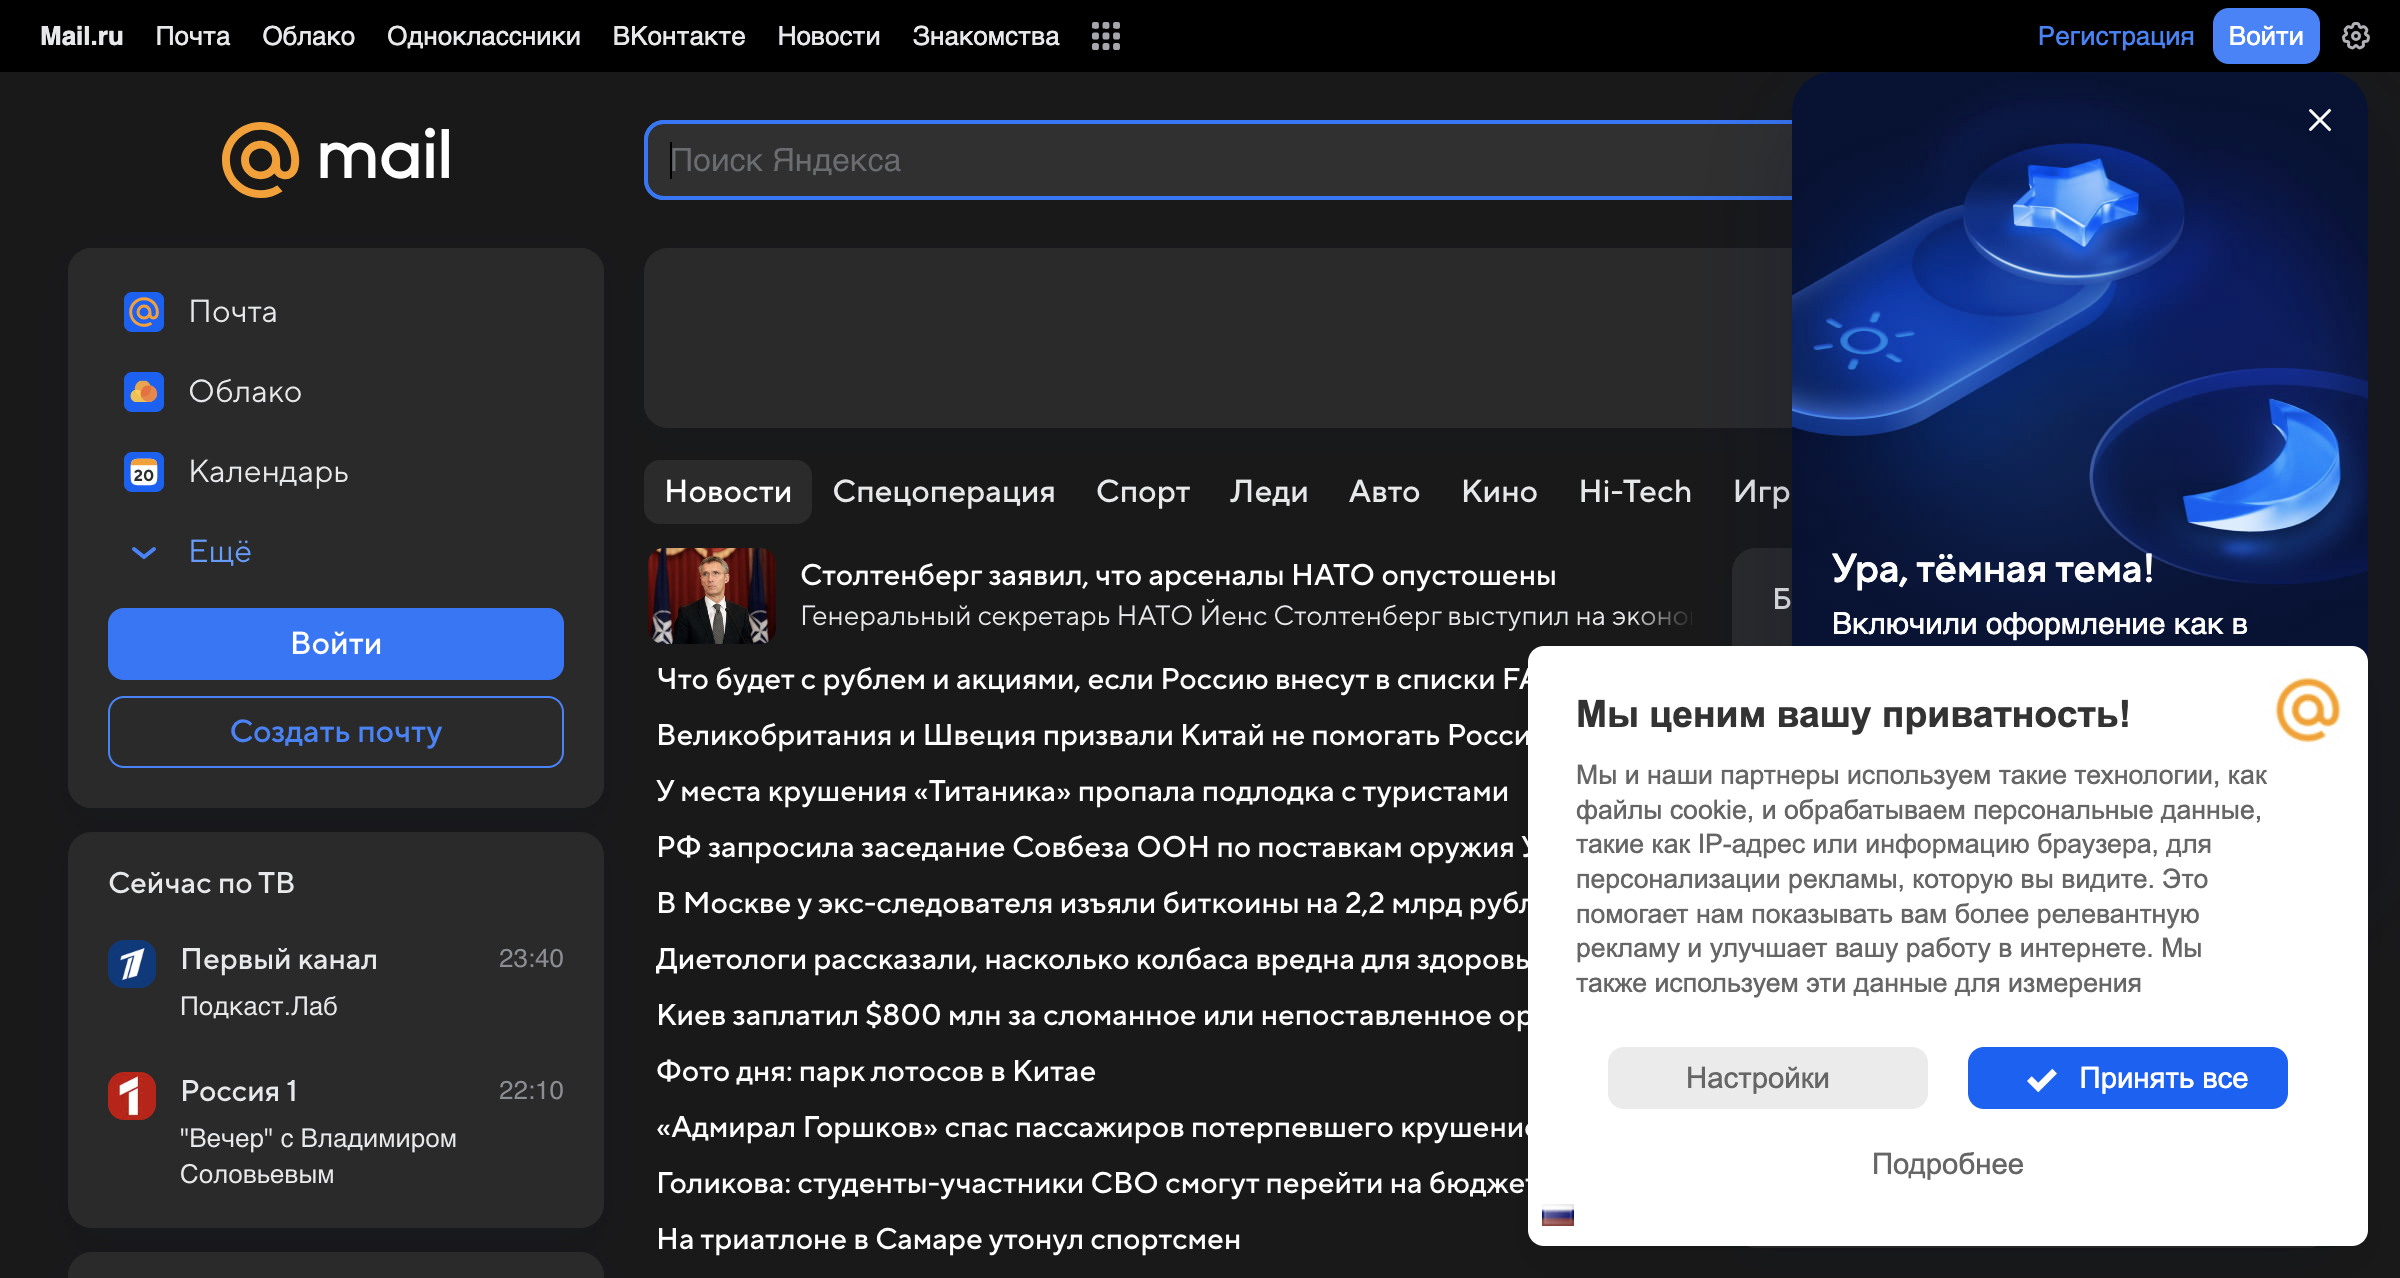 Mail.ru Почта Облако Одноклассники ВКонтакте Новости Знакомства
Регистрация Войти
mail
Поиск Яндекса
Почта
Облако
20
Календарь
Ещё
Войти
Создать почту
Сейчас по ТВ
Первый канал 23:40
Подкаст.Лаб
Россия 1 22:10
"Вечер" с Владимиром
Соловьевым
Новости Спецоперация Спорт Леди Авто Кино Hi-Tech Игр
Столтенберг заявил, что арсеналы НАТО опустошены
Генеральный секретарь НАТО Йенс Столтенберг выступил на эконо
Б
Что будет с рублем и акциями, если Россию внесут в списки FA
Великобритания и Швеция призвали Китай не помогать Росси
У места крушения «Титаника» пропала подлодка с туристами
РФ запросила заседание Совбеза ООН по поставкам оружия У
В Москве у экс-следователя изъяли биткоины на 2,2 млрд рубл
Диетологи рассказали, насколько колбаса вредна для здоровь
Киев заплатил $800 млн за сломанное или непоставленное ор
Фото дня: парк лотосов в Китае
«Адмирал Горшков» спас пассажиров потерпевшего крушение
Голикова: студенты-участники СВО смогут перейти на бюджет
На триатлоне в Самаре утонул спортсмен
Ура, тёмная тема!
Включили оформление как в
Мы ценим вашу приватность!
Мы и наши партнеры используем такие технологии, как
файлы cookie, и обрабатываем персональные данные,
такие как IP-адрес или информацию браузера, для
персонализации рекламы, которую вы видите. Это
помогает нам показывать вам более релевантную
рекламу и улучшает вашу работу в интернете. Мы
также используем эти данные для измерения
Настройки Принять все
Подробнее